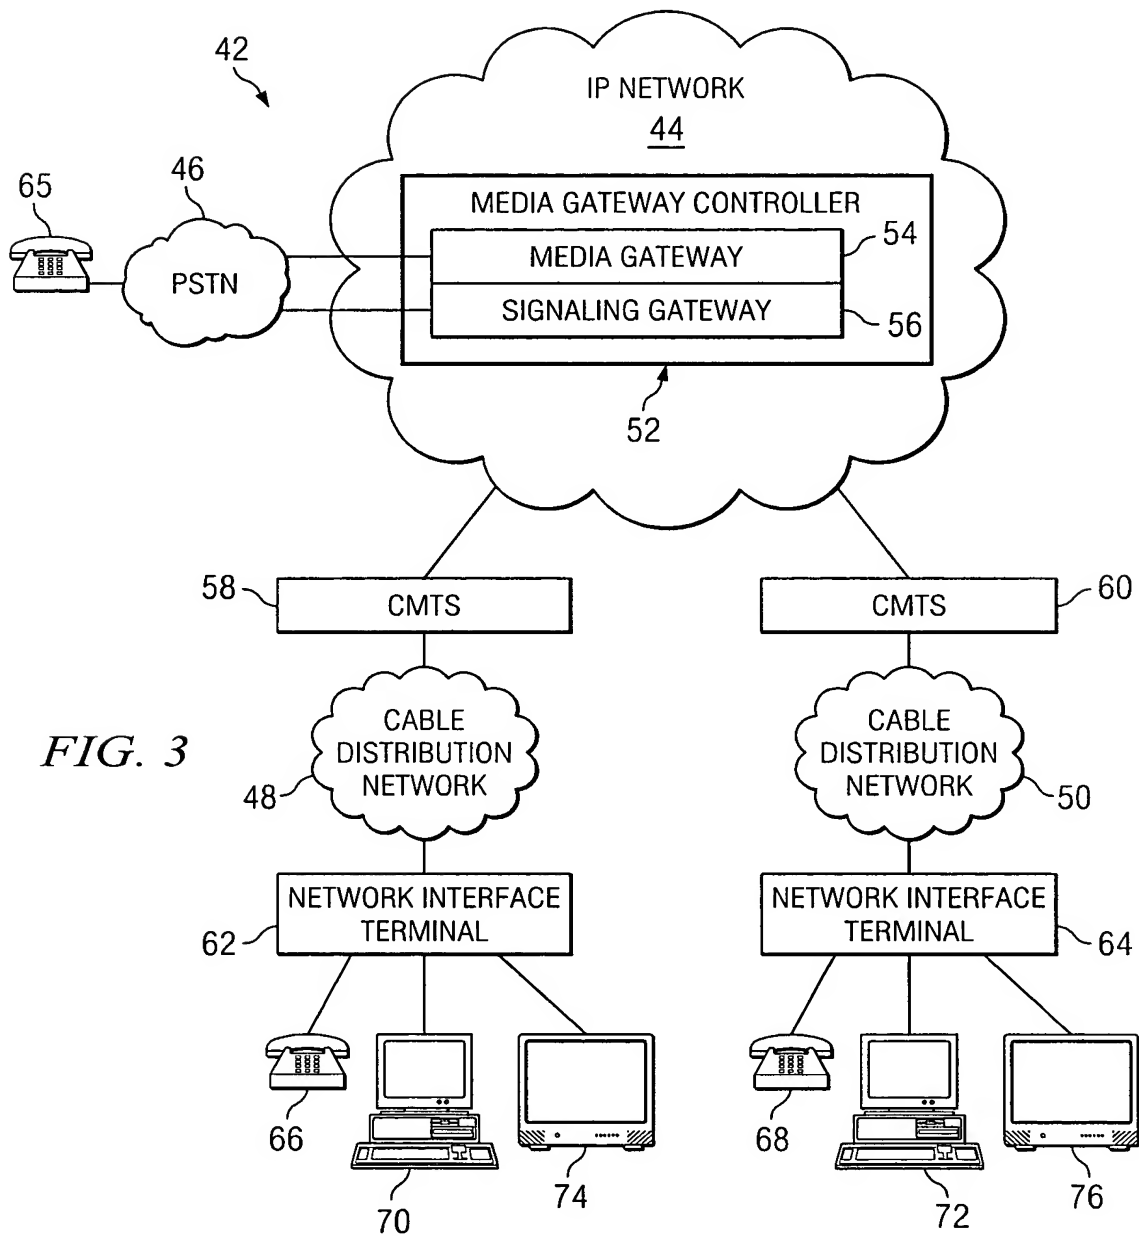 42
IP NETWORK
44
65
46
MEDIA GATEWAY CONTROLLER
54
MEDIA GATEWAY
PSTN
SIGNALING GATEWAY
56
52
58
CMTS
CMTS
60
FIG. 3
CABLE
DISTRIBUTION
NETWORK
48
CABLE
DISTRIBUTION
NETWORK
50
NETWORK INTERFACE
TERMINAL
62
NETWORK INTERFACE
TERMINAL
64
66
70
74
68
72
76